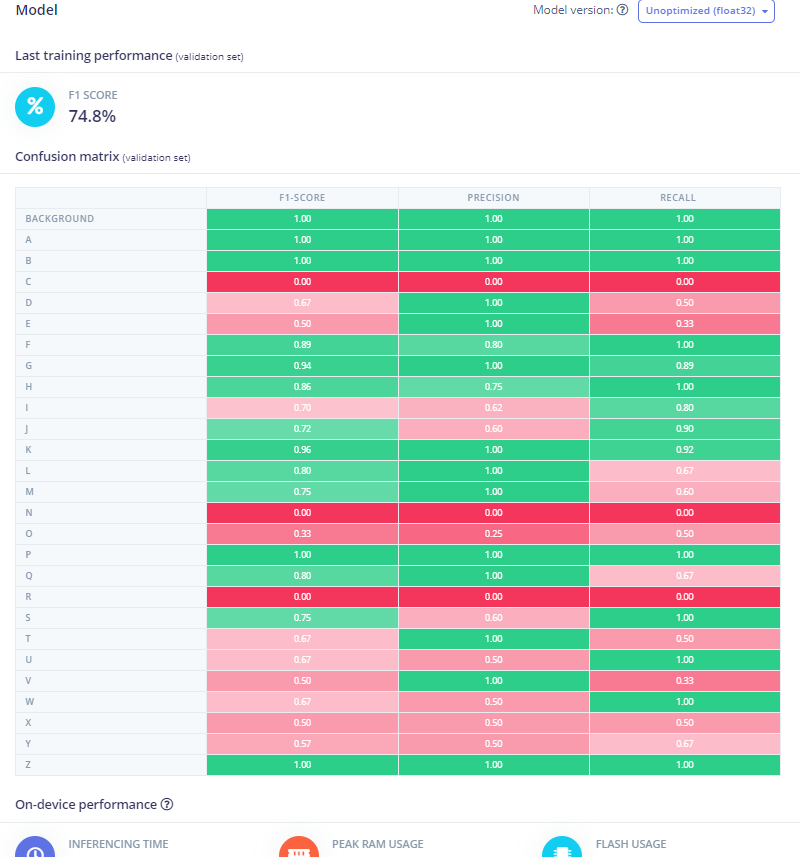 Model Model version: Unoptimized (float32)
Last training performance (validation set)
%
F1 SCORE
74.8%
Confusion matrix (validation set)
F1-SCORE PRECISION RECALL
BACKGROUND 1.00 1.00 1.00
A 1.00 1.00 1.00
B 1.00 1.00 1.00
C 0.00 0.00 0.00
D 0.67 1.00 0.50
E 0.50 1.00 0.33
F 0.89 0.80 1.00
G 0.94 1.00 0.89
H 0.86 0.75 1.00
I 0.70 0.62 0.80
J 0.72 0.60 0.90
K 0.96 1.00 0.92
L 0.80 1.00 0.67
M 0.75 1.00 0.60
N 0.00 0.00 0.00
O 0.33 0.25 0.50
P 1.00 1.00 1.00
Q 0.80 1.00 0.67
R 0.00 0.00 0.00
S 0.75 0.60 1.00
T 0.67 1.00 0.50
U 0.67 0.50 1.00
V 0.50 1.00 0.33
W 0.67 0.50 1.00
X 0.50 0.50 0.50
Y 0.57 0.50 0.67
Z 1.00 1.00 1.00
On-device performance
INFERENCING TIME PEAK RAM USAGE FLASH USAGE